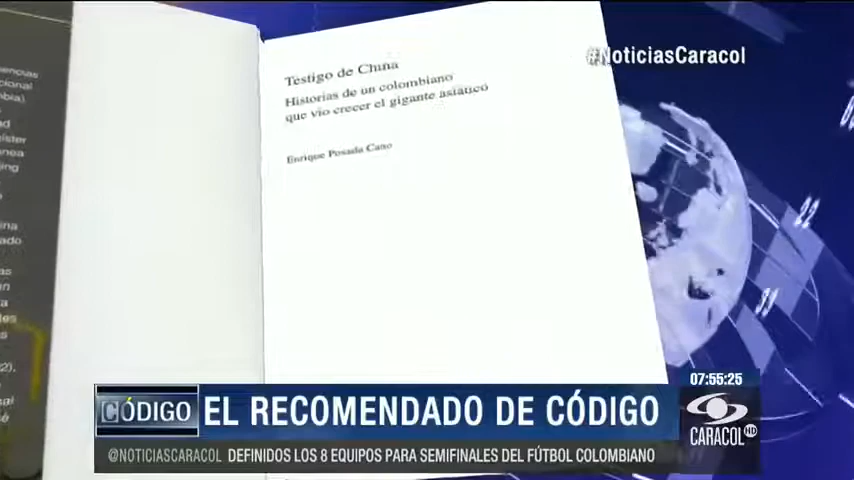 #NoticiasCaracol
Testigo de China
Historias de un colombiano
que vio crecer el gigante asiático
Enrique Posada Cano
07:55:25
CÓDIGO
EL RECOMENDADO DE CÓDIGO
CARACOL HD
@NOTICIASCARACOL DEFINIDOS LOS 8 EQUIPOS PARA SEMIFINALES DEL FÚTBOL COLOMBIANO